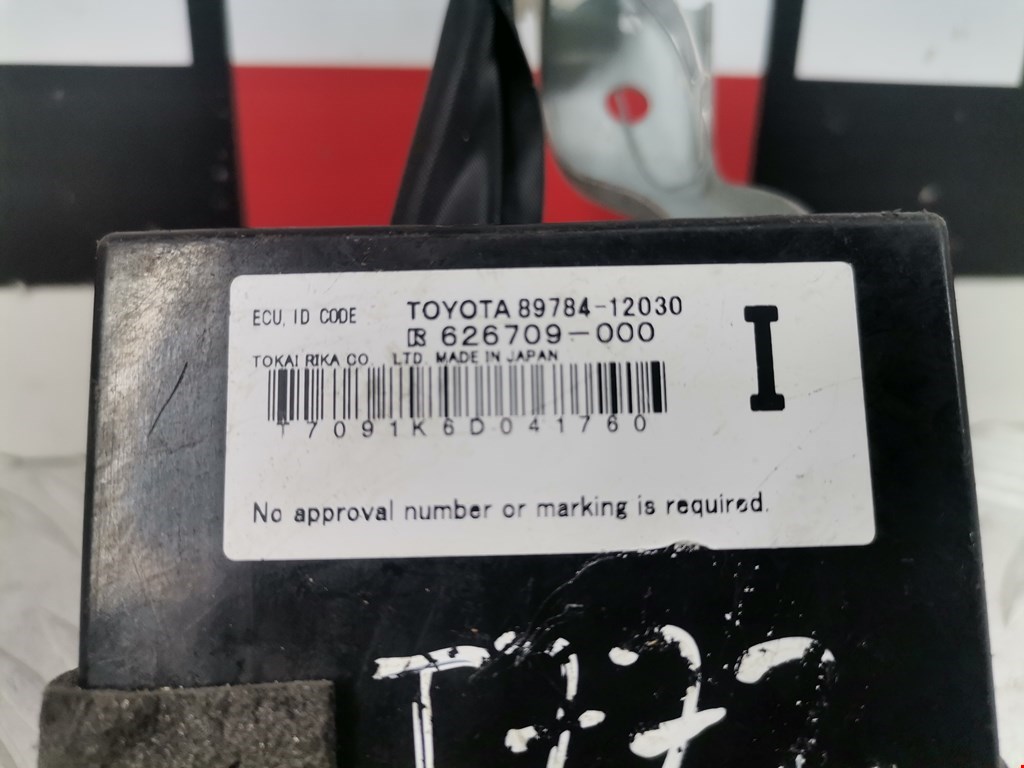 ECU, ID CODE TOYOTA 89784-12030
626709-000
TOKAI RIKA CO. LTD. MADE IN JAPAN
I
T7091K6D041760
No approval number or marking is required.